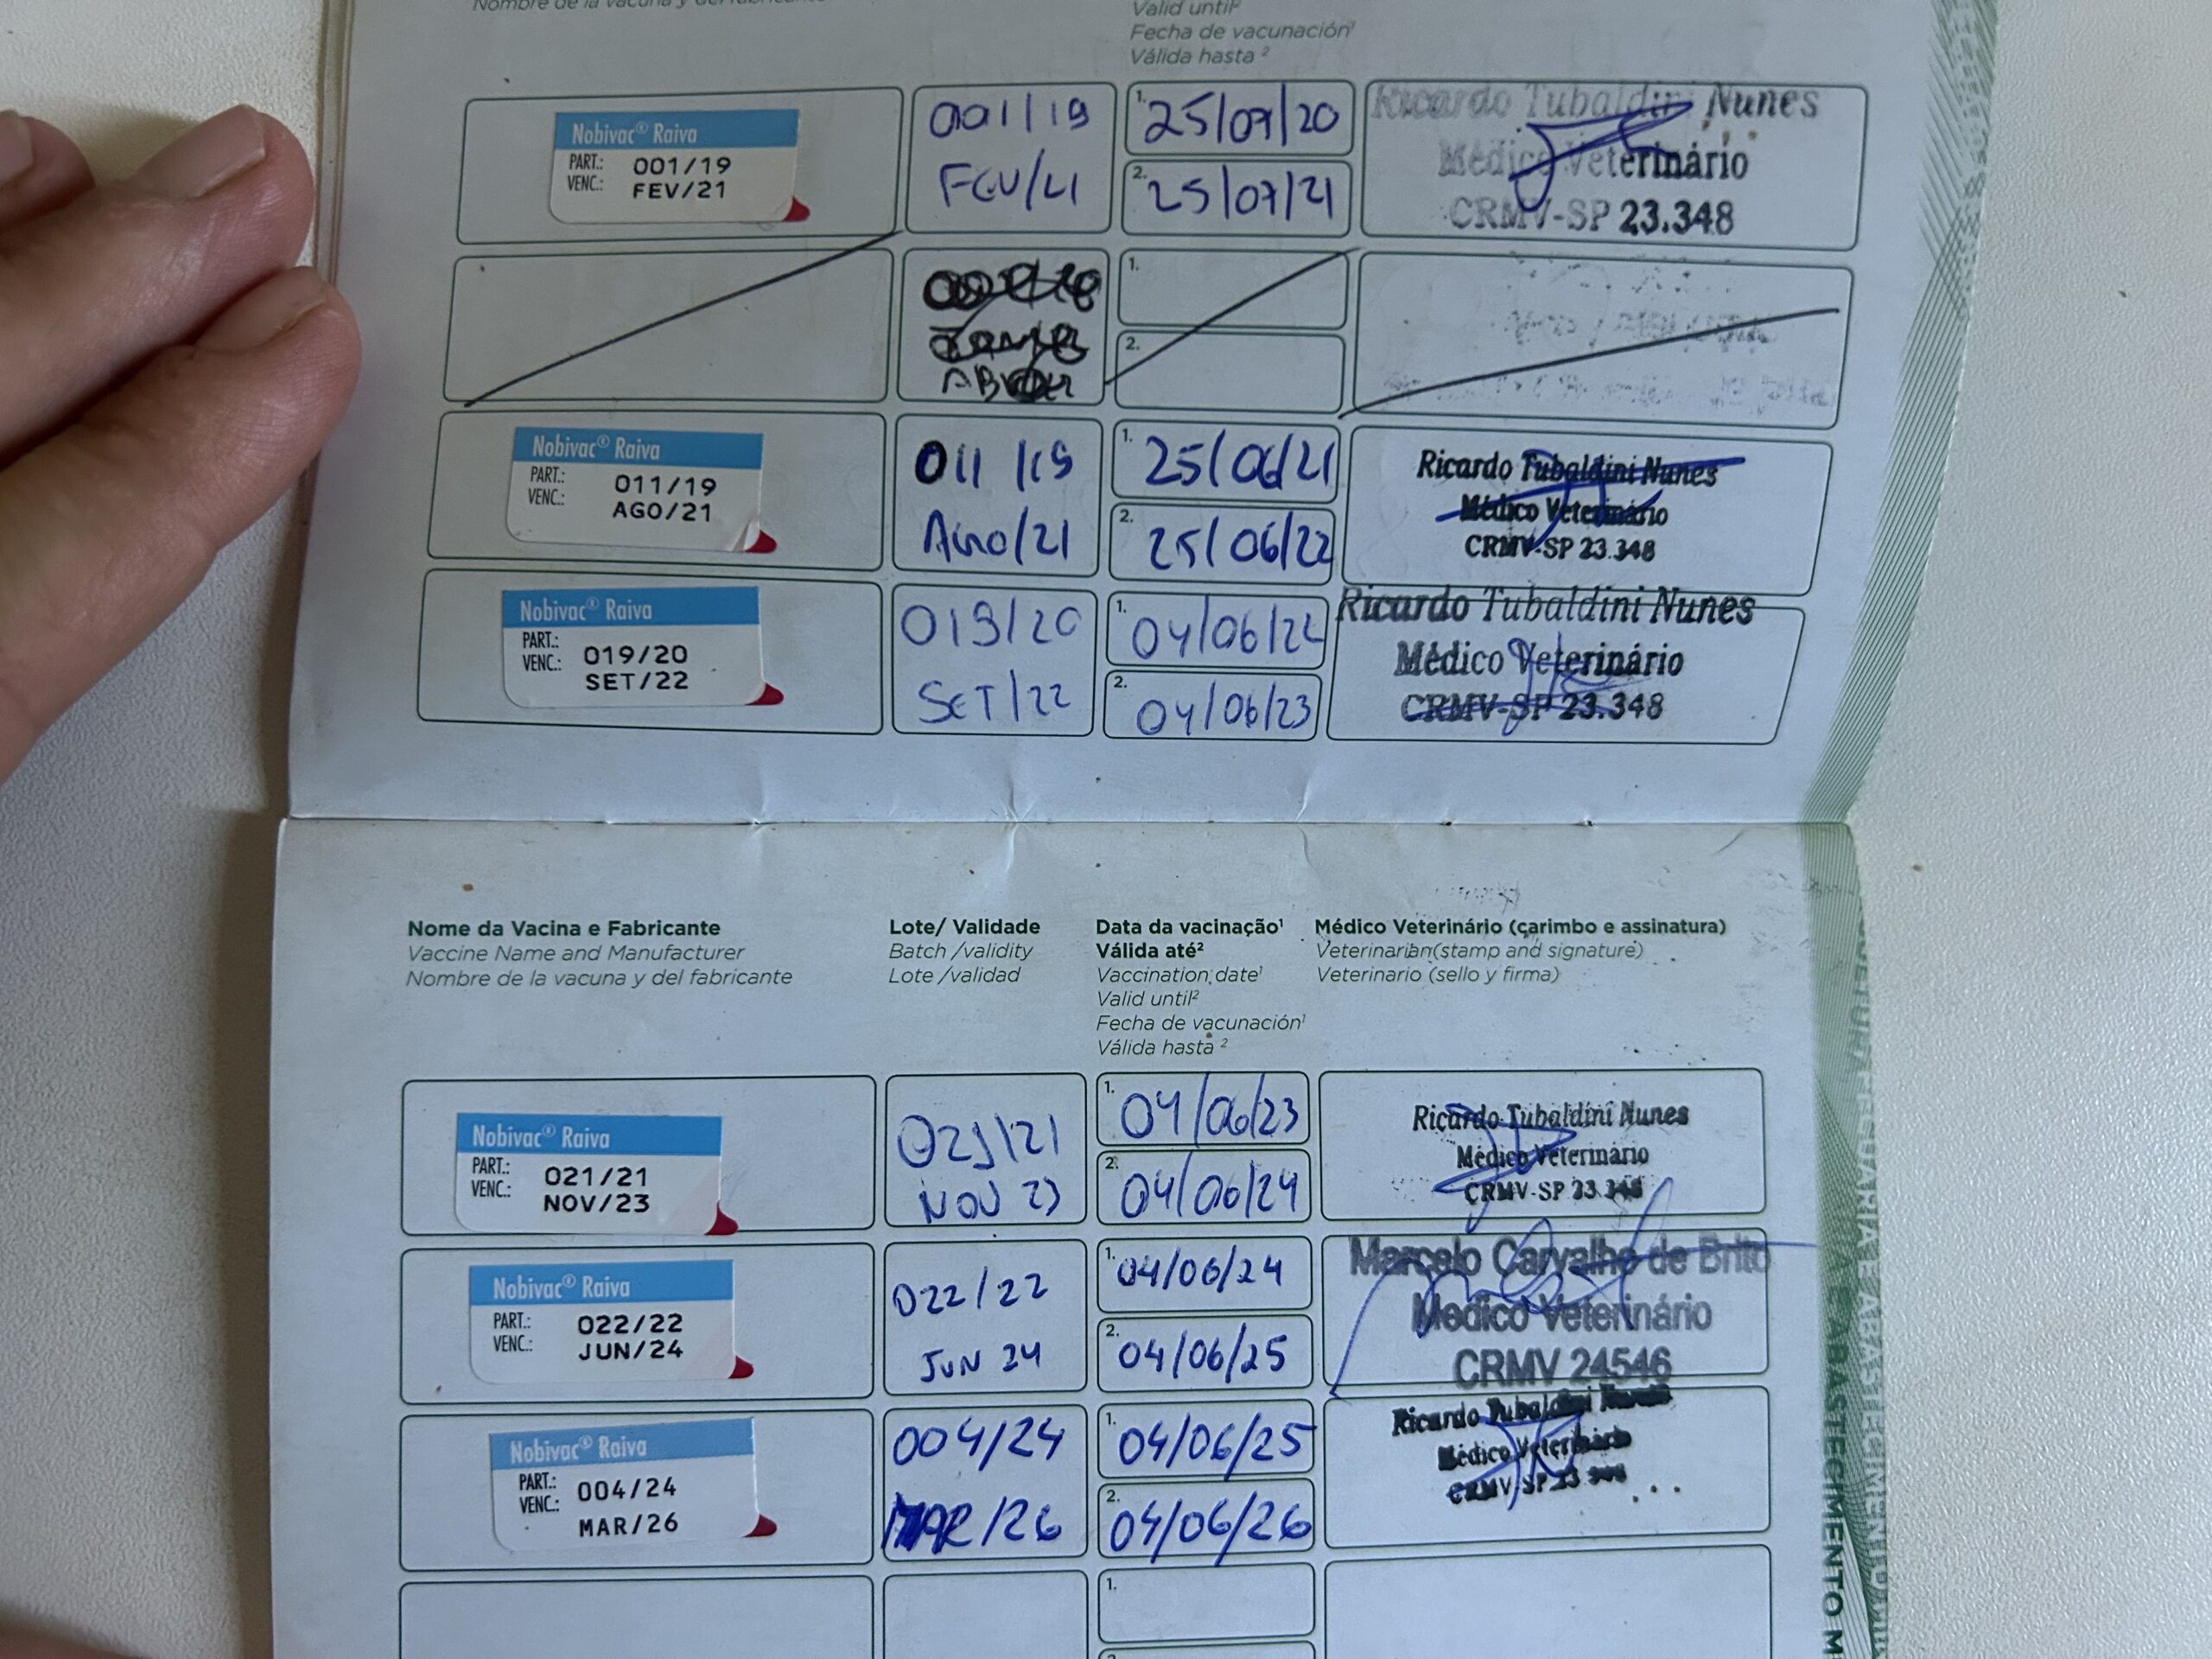 Nombre de la vacuna y del fabricante
Valid until²
Fecha de vacunación¹
Válida hasta ²
Nobivac® Raiva
PART.: 001/19
VENC.: FEV/21
001/19
FEV/21
1. 25/07/20
2. 25/07/21
Ricardo Tubaldini Nunes
Médico Veterinário
CRMV-SP 23.348
1.
2.
Nobivac® Raiva
PART.: 011/19
VENC.: AGO/21
011/19
AGO/21
1. 25/06/21
2. 25/06/22
Ricardo Tubaldini Nunes
Médico Veterinário
CRMV-SP 23.348
Nobivac® Raiva
PART.: 019/20
VENC.: SET/22
019/20
SET/22
1. 04/06/22
2. 04/06/23
Ricardo Tubaldini Nunes
Médico Veterinário
CRMV-SP 23.348
Nome da Vacina e Fabricante
Vaccine Name and Manufacturer
Nombre de la vacuna y del fabricante
Lote/ Validade
Batch /validity
Lote /validad
Data da vacinação¹
Válida até²
Vaccination date¹
Valid until²
Fecha de vacunación¹
Válida hasta ²
Médico Veterinário (carimbo e assinatura)
Veterinarian(stamp and signature)
Veterinario (sello y firma)
Nobivac® Raiva
PART.: 021/21
VENC.: NOV/23
021/21
NOV 23
1. 04/06/23
2. 04/06/24
Ricardo Tubaldini Nunes
Médico Veterinário
CRMV-SP 23.348
Nobivac® Raiva
PART.: 022/22
VENC.: JUN/24
022/22
JUN 24
1. 04/06/24
2. 04/06/25
Marcelo Carvalho de Brito
Medico Veterinário
CRMV 24546
Nobivac® Raiva
PART.: 004/24
VENC.: MAR/26
004/24
MAR/26
1. 04/06/25
2. 04/06/26
Ricardo Tubaldini
Médico Veterinário
CRMV-SP 23
1.
ABASTECIMENTO